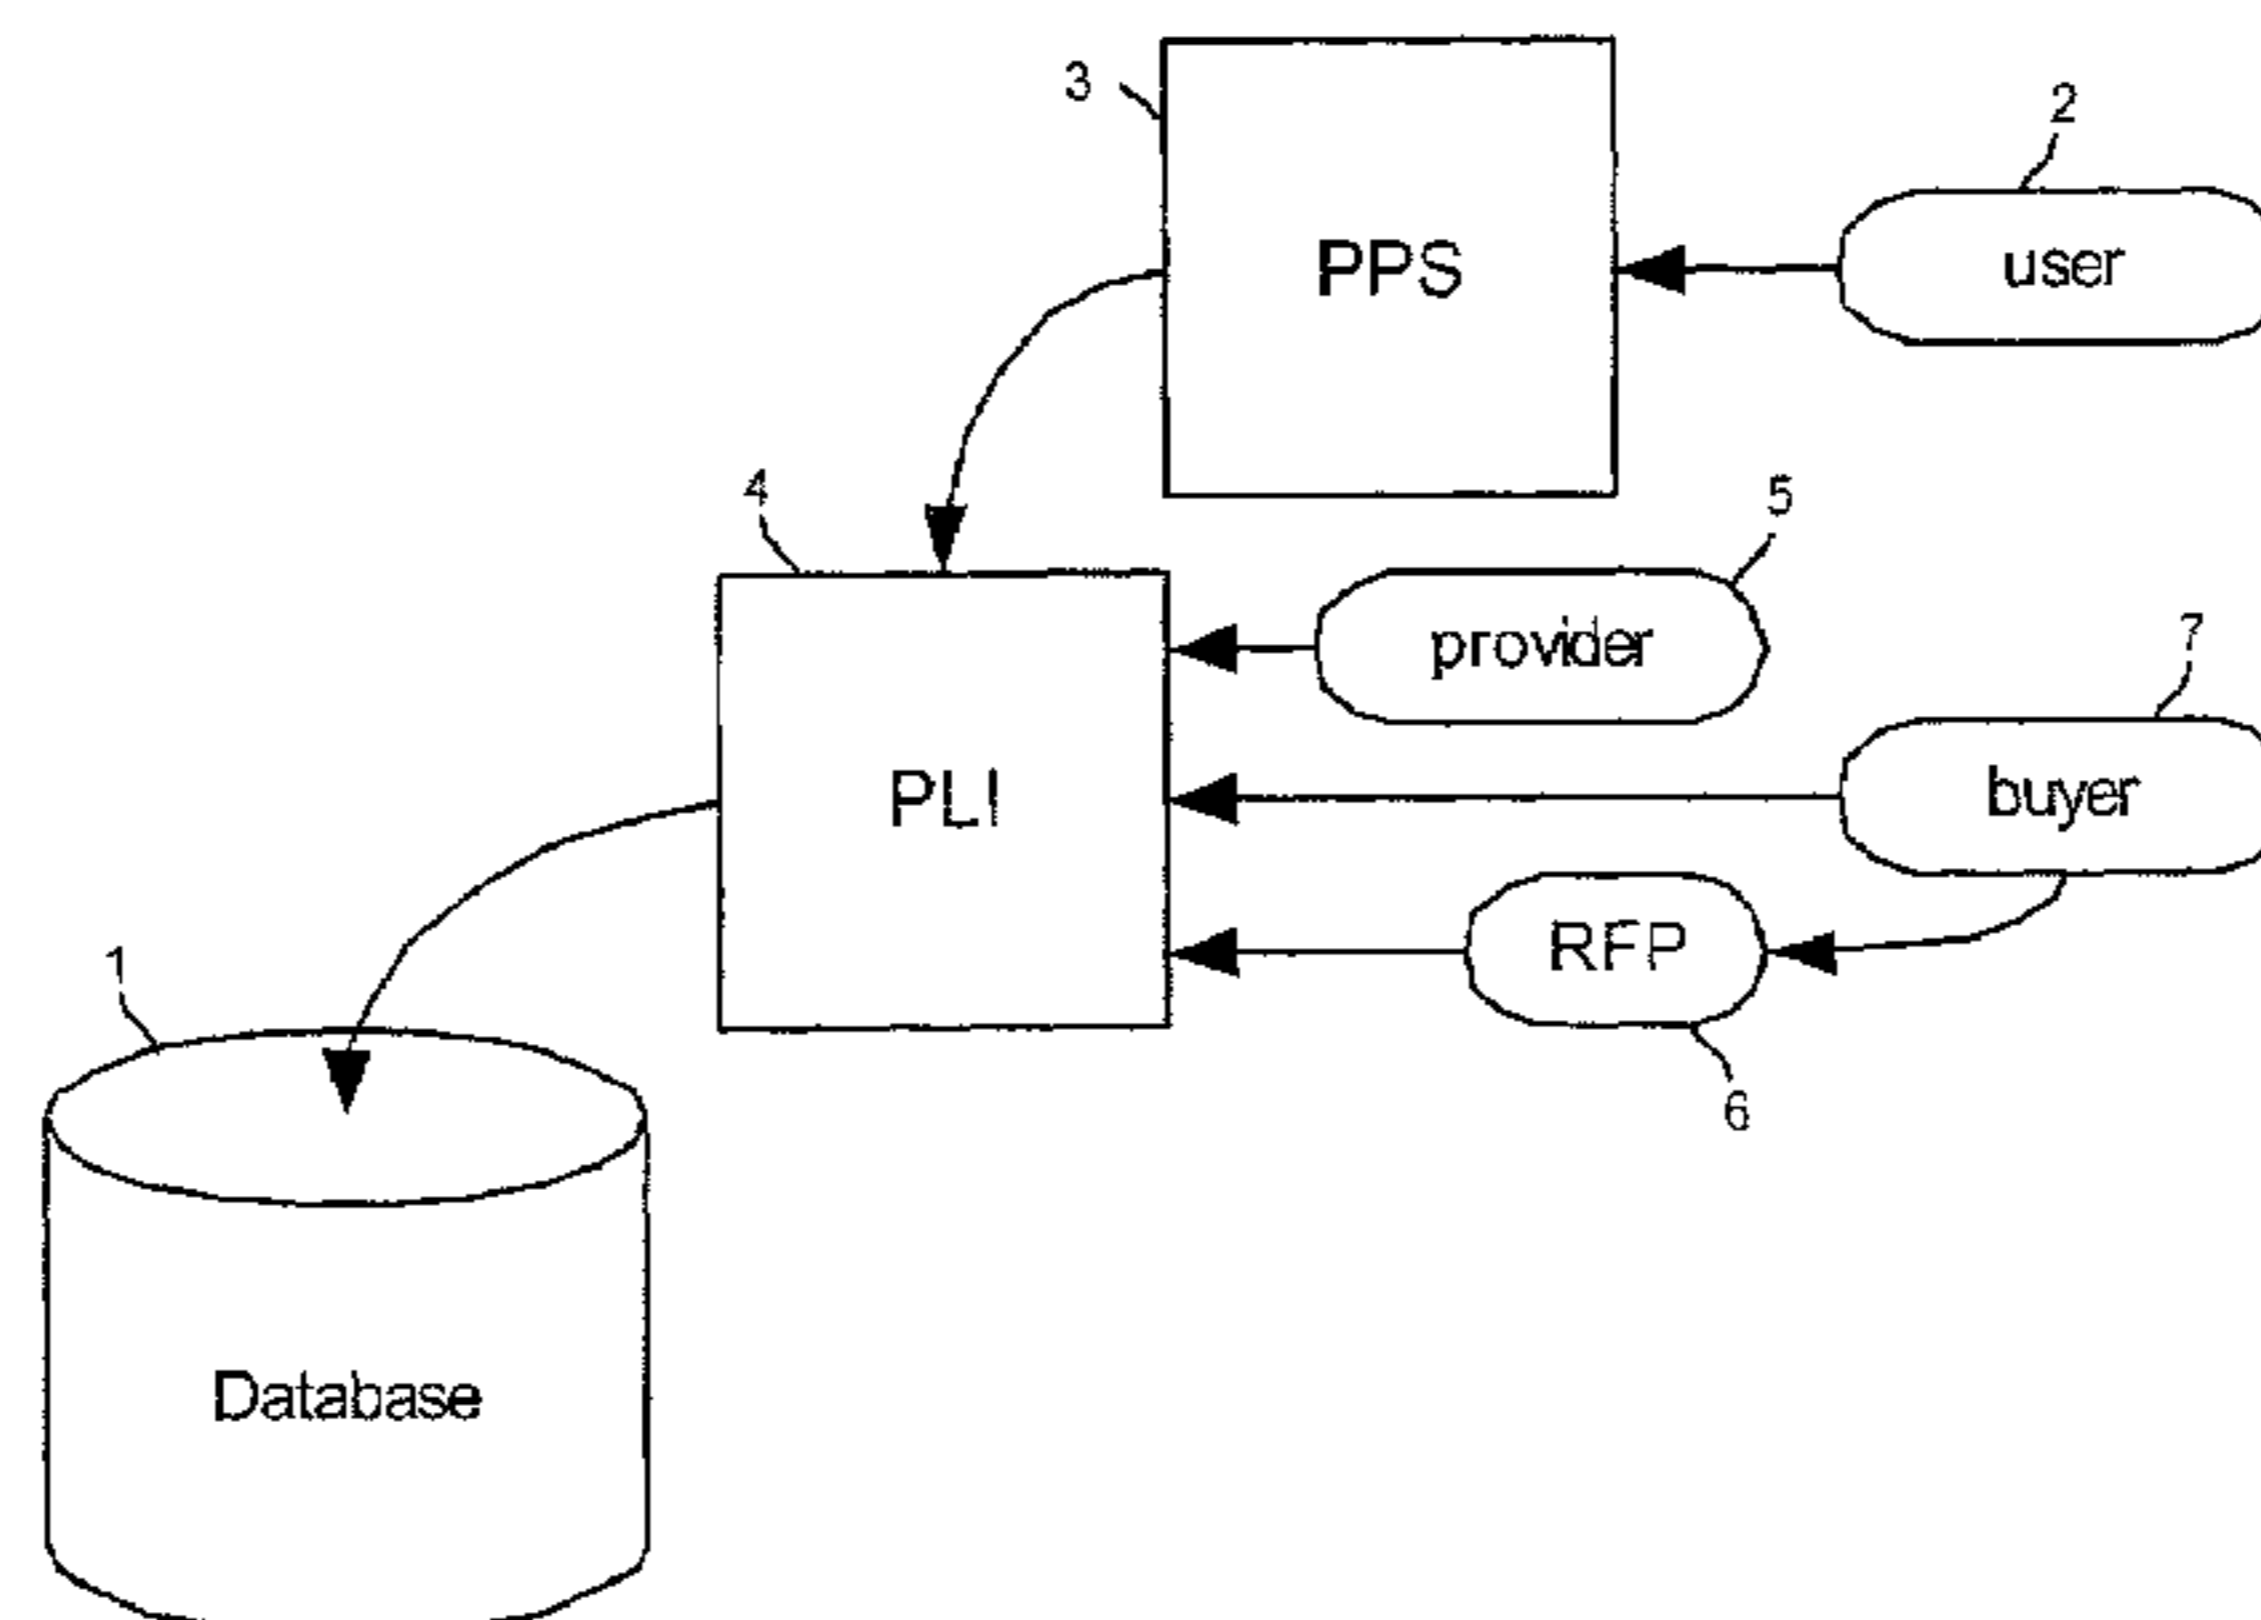 3
2
PPS
user
4
5
provider
7
PLI
buyer
RFP
1
6
Database